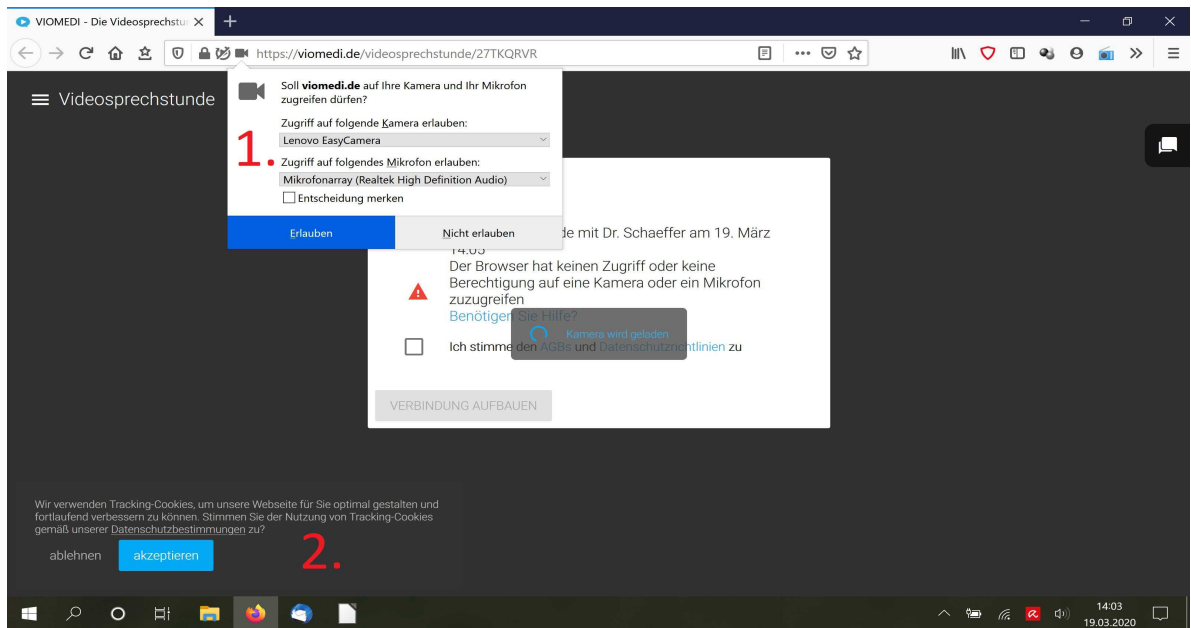 VIOMEDI - Die Videosprechstu
https://viomedi.de/videosprechstunde/27TKQRVR
Videosprechstunde
1.
Soll viomedi.de auf Ihre Kamera und Ihr Mikrofon
zugreifen dürfen?
Zugriff auf folgende Kamera erlauben:
Lenovo EasyCamera
Zugriff auf folgendes Mikrofon erlauben:
Mikrofonarray (Realtek High Definition Audio)
Entscheidung merken
Erlauben
Nicht erlauben
de mit Dr. Schaeffer am 19. März
14:05
Der Browser hat keinen Zugriff oder keine
Berechtigung auf eine Kamera oder ein Mikrofon
zuzugreifen
Benötigen Sie Hilfe?
Kamera wird geladen
Ich stimme den AGBs und Datenschutzrichtlinien zu
VERBINDUNG AUFBAUEN
Wir verwenden Tracking-Cookies, um unsere Webseite für Sie optimal gestalten und
fortlaufend verbessern zu können. Stimmen Sie der Nutzung von Tracking-Cookies
gemäß unserer Datenschutzbestimmungen zu?
ablehnen
akzeptieren
2.
14:03
19.03.2020